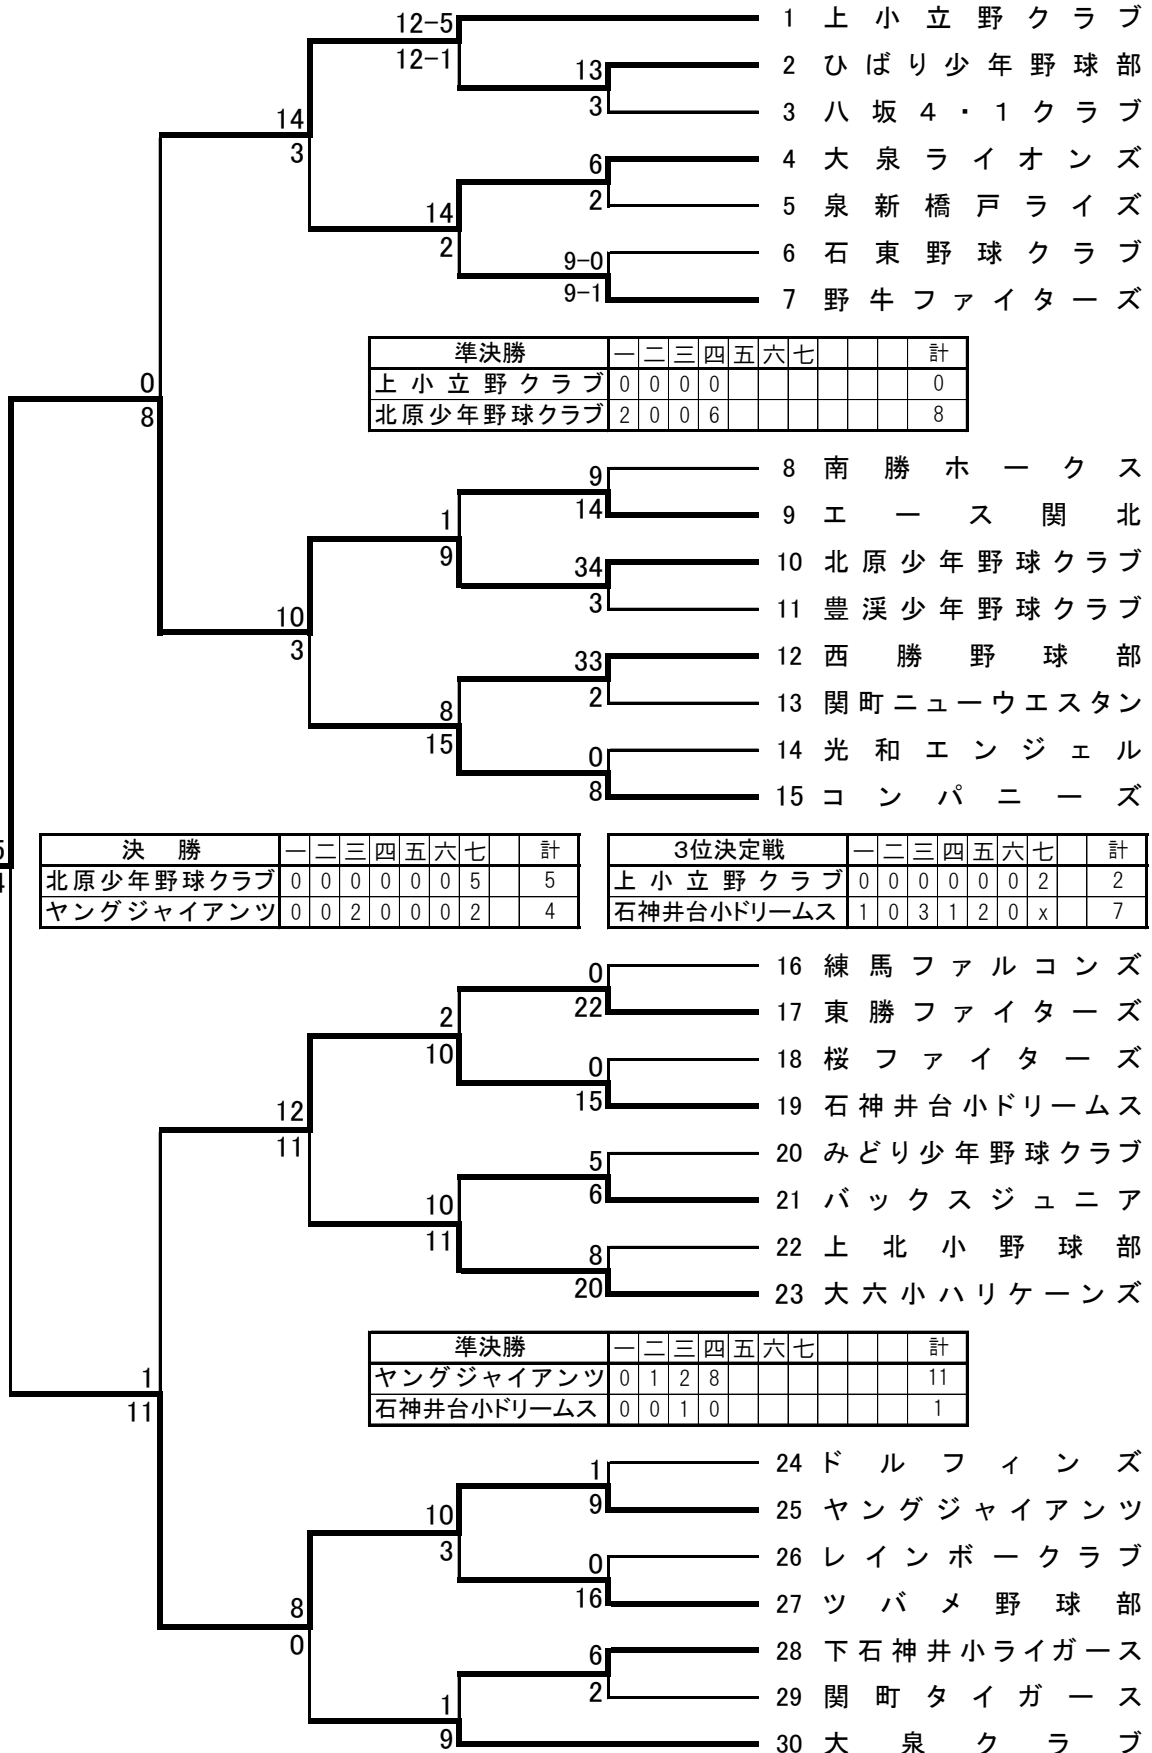 12-5
1 上小立野クラブ
12-1
13
2 ひばり少年野球部
3
3 八坂４・１クラブ
14
3
6
4 大泉ライオンズ
2
5 泉新橋戸ライズ
14
2
9-0
6 石東野球クラブ
9-1
7 野牛ファイターズ
準決勝 一 二 三 四 五 六 七 計
上小立野クラブ 0 0 0 0 0
北原少年野球クラブ 2 0 0 6 8
0
8
9
8 南勝ホークス
14
9 エース関北
1
9
34
10 北原少年野球クラブ
3
11 豊渓少年野球クラブ
10
3
33
12 西勝野球部
2
13 関町ニューウエスタン
8
15
0
14 光和エンジェル
8
15 コンパニーズ
5
4
決勝 一 二 三 四 五 六 七 計
北原少年野球クラブ 0 0 0 0 0 0 5 5
ヤングジャイアンツ 0 0 2 0 0 0 2 4
3位決定戦 一 二 三 四 五 六 七 計
上小立野クラブ 0 0 0 0 0 0 2 2
石神井台小ドリームス 1 0 3 1 2 0 x 7
0
16 練馬ファルコンズ
22
17 東勝ファイターズ
2
10
0
18 桜ファイターズ
15
19 石神井台小ドリームス
12
11
5
20 みどり少年野球クラブ
6
21 バックスジュニア
10
11
8
22 上北小野球部
20
23 大六小ハリケーンズ
準決勝 一 二 三 四 五 六 七 計
ヤングジャイアンツ 0 1 2 8 11
石神井台小ドリームス 0 0 1 0 1
1
11
1
24 ドルフィンズ
9
25 ヤングジャイアンツ
10
3
0
26 レインボークラブ
16
27 ツバメ野球部
8
0
6
28 下石神井小ライガース
2
29 関町タイガース
1
9
30 大泉クラブ